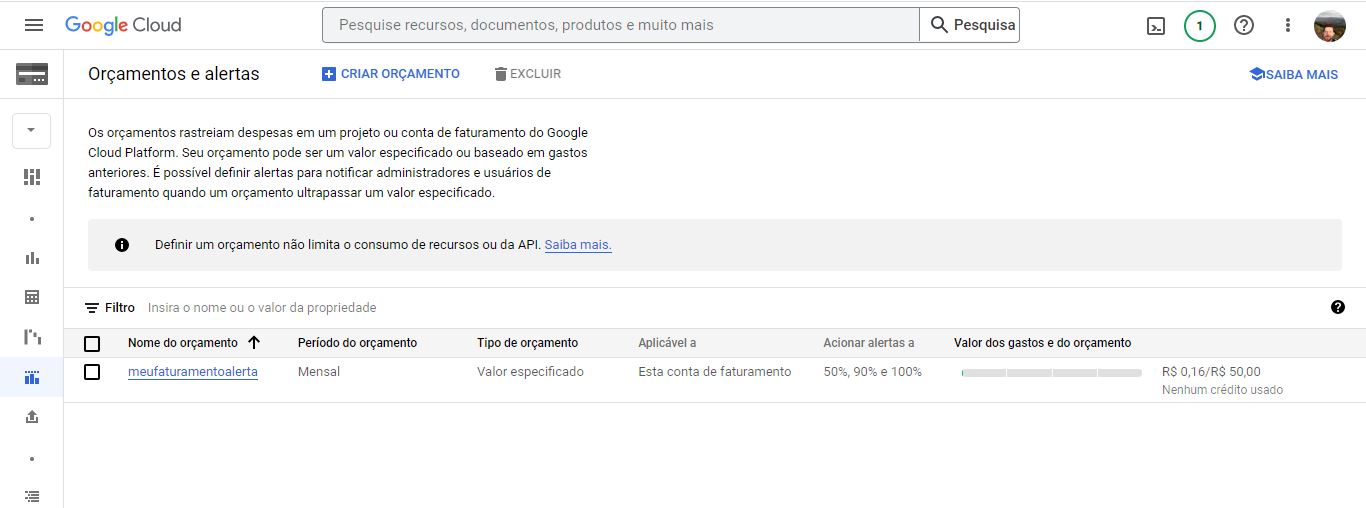 Google Cloud
Pesquise recursos, documentos, produtos e muito mais
Pesquisa
1
Orçamentos e alertas
CRIAR ORÇAMENTO
EXCLUIR
SAIBA MAIS
Os orçamentos rastreiam despesas em um projeto ou conta de faturamento do Google
Cloud Platform. Seu orçamento pode ser um valor especificado ou baseado em gastos
anteriores. É possível definir alertas para notificar administradores e usuários de
faturamento quando um orçamento ultrapassar um valor especificado.
Definir um orçamento não limita o consumo de recursos ou da API. Saiba mais.
Filtro Insira o nome ou o valor da propriedade
Nome do orçamento Período do orçamento Tipo de orçamento Aplicável a Acionar alertas a Valor dos gastos e do orçamento
meufaturamentoalerta Mensal Valor especificado Esta conta de faturamento 50%, 90% e 100% R$ 0,16/R$ 50,00
Nenhum crédito usado